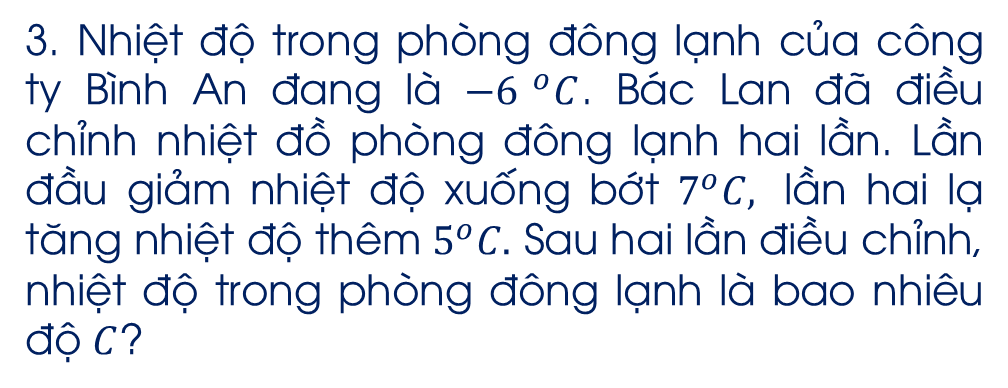 3. Nhiệt độ trong phòng đông lạnh của công
ty Bình An đang là −6 °C. Bác Lan đã điều
chỉnh nhiệt đồ phòng đông lạnh hai lần. Lần
đầu giảm nhiệt độ xuống bớt 7°C, lần hai lạ
tăng nhiệt độ thêm 5°C. Sau hai lần điều chỉnh,
nhiệt độ trong phòng đông lạnh là bao nhiêu
độ C?